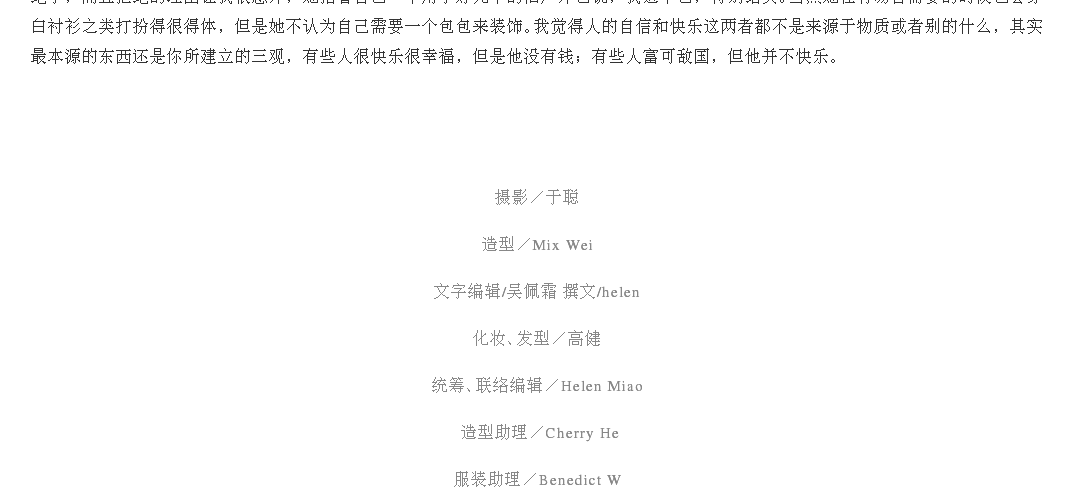 白衬衫之类打扮得很得体，但是她不认为自己需要一个包包来装饰。我觉得人的自信和快乐这两者都不是来源于物质或者别的什么，其实
最本源的东西还是你所建立的三观，有些人很快乐很幸福，但是他没有钱；有些人富可敌国，但他并不快乐。
摄影／于聪
造型／Mix Wei
文字编辑/吴佩霜 撰文/helen
化妆、发型／高健
统筹、联络编辑／Helen Miao
造型助理／Cherry He
服装助理／Benedict W